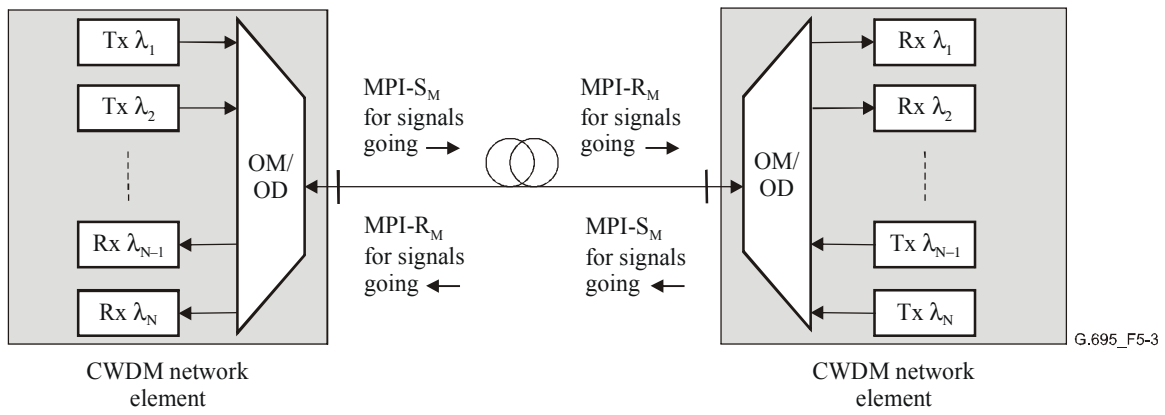 Tx λ1
Tx λ2
OM/
OD
Rx λN–1
Rx λN
CWDM network
element
MPI-SM
for signals
going
MPI-RM
for signals
going
MPI-RM
for signals
going
MPI-SM
for signals
going
OM/
OD
Rx λ1
Rx λ2
Tx λN–1
Tx λN
CWDM network
element
G.695_F5-3